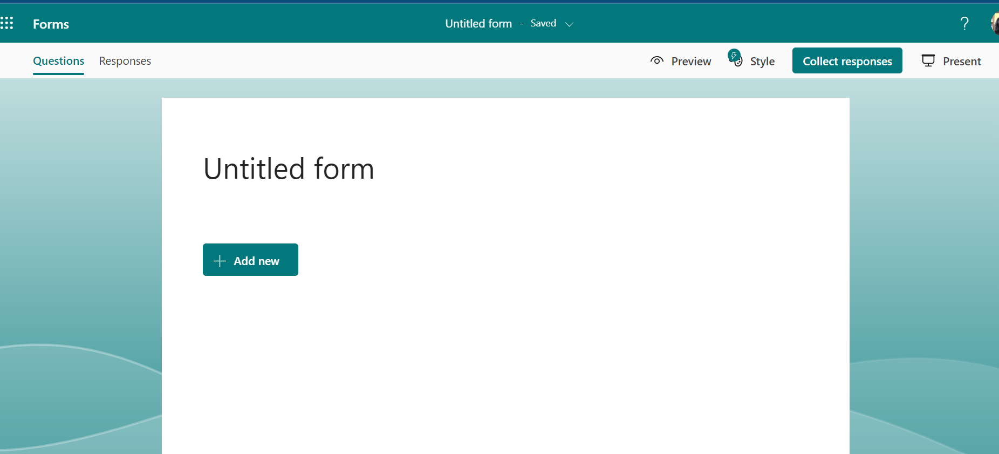 Forms
Untitled form - Saved
?
Questions Responses
Preview Style Collect responses Present
Untitled form
+ Add new